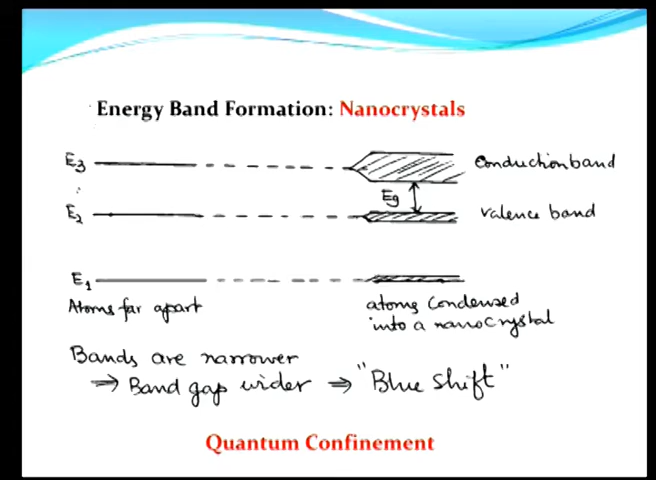 Energy Band Formation: Nanocrystals
E3
Conduction band
Eg
E2
Valence band
E1
Atoms far apart
atoms condensed
into a nanocrystal
Bands are narrower
⇒ Band gap wider ⇒ "Blue shift"
Quantum Confinement